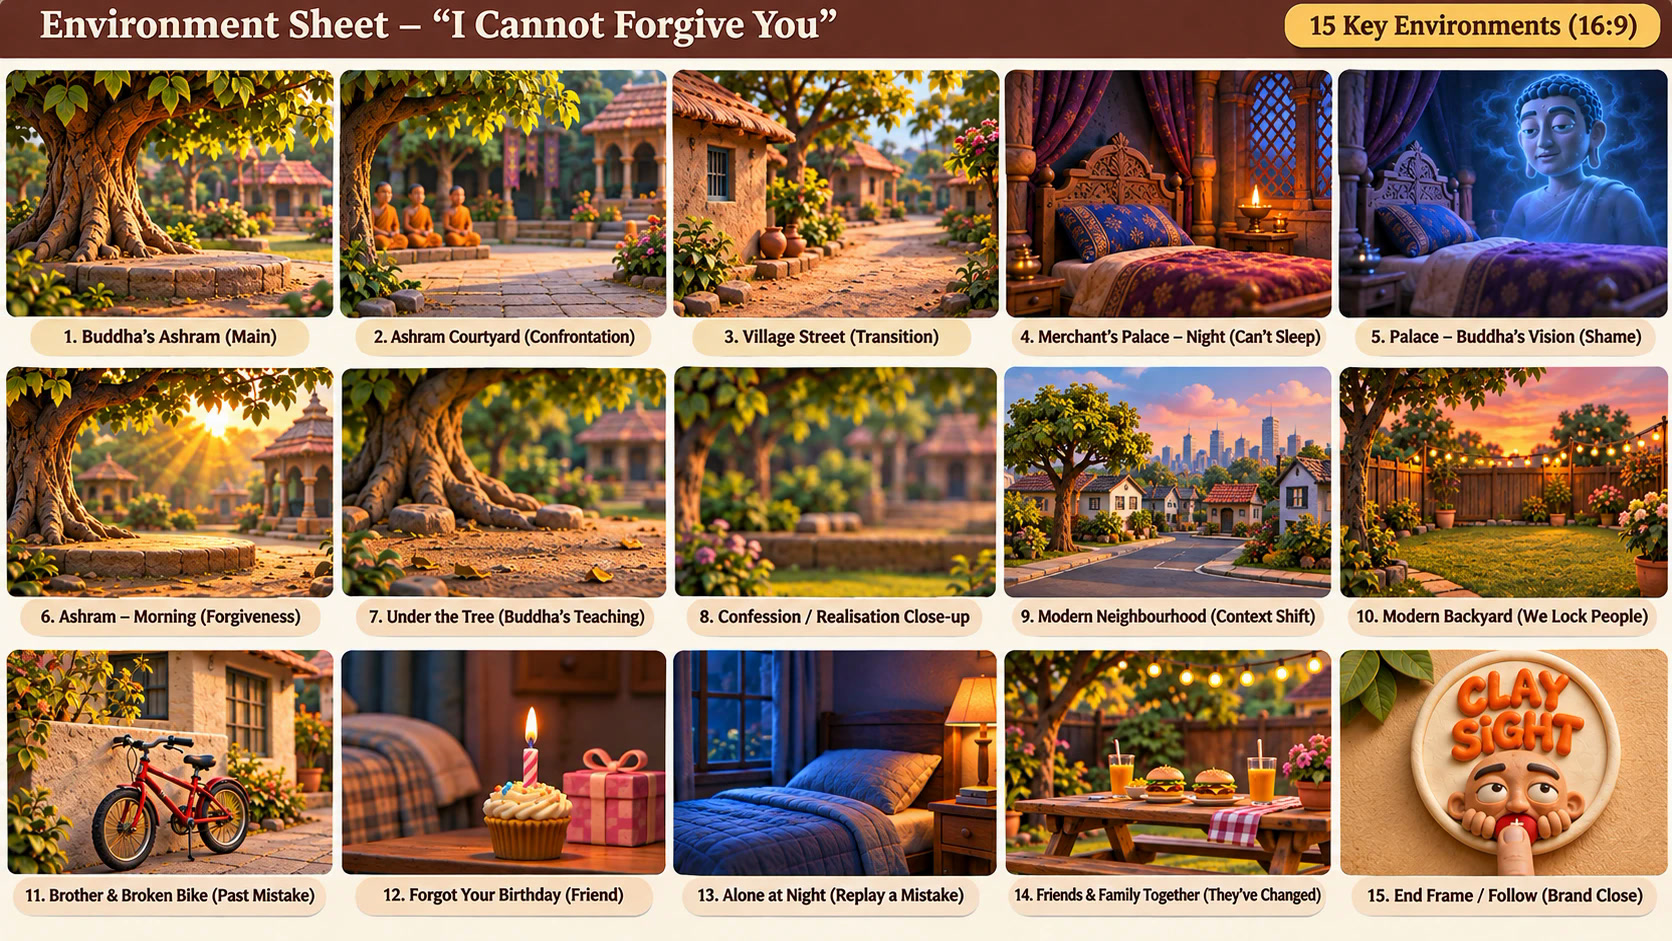 Environment Sheet – “I Cannot Forgive You”
15 Key Environments (16:9)
1. Buddha’s Ashram (Main)
2. Ashram Courtyard (Confrontation)
3. Village Street (Transition)
4. Merchant’s Palace – Night (Can’t Sleep)
5. Palace – Buddha’s Vision (Shame)
6. Ashram – Morning (Forgiveness)
7. Under the Tree (Buddha’s Teaching)
8. Confession / Realisation Close-up
9. Modern Neighbourhood (Context Shift)
10. Modern Backyard (We Lock People)
11. Brother & Broken Bike (Past Mistake)
12. Forgot Your Birthday (Friend)
13. Alone at Night (Replay a Mistake)
14. Friends & Family Together (They’ve Changed)
CLAY
SiGHT
15. End Frame / Follow (Brand Close)